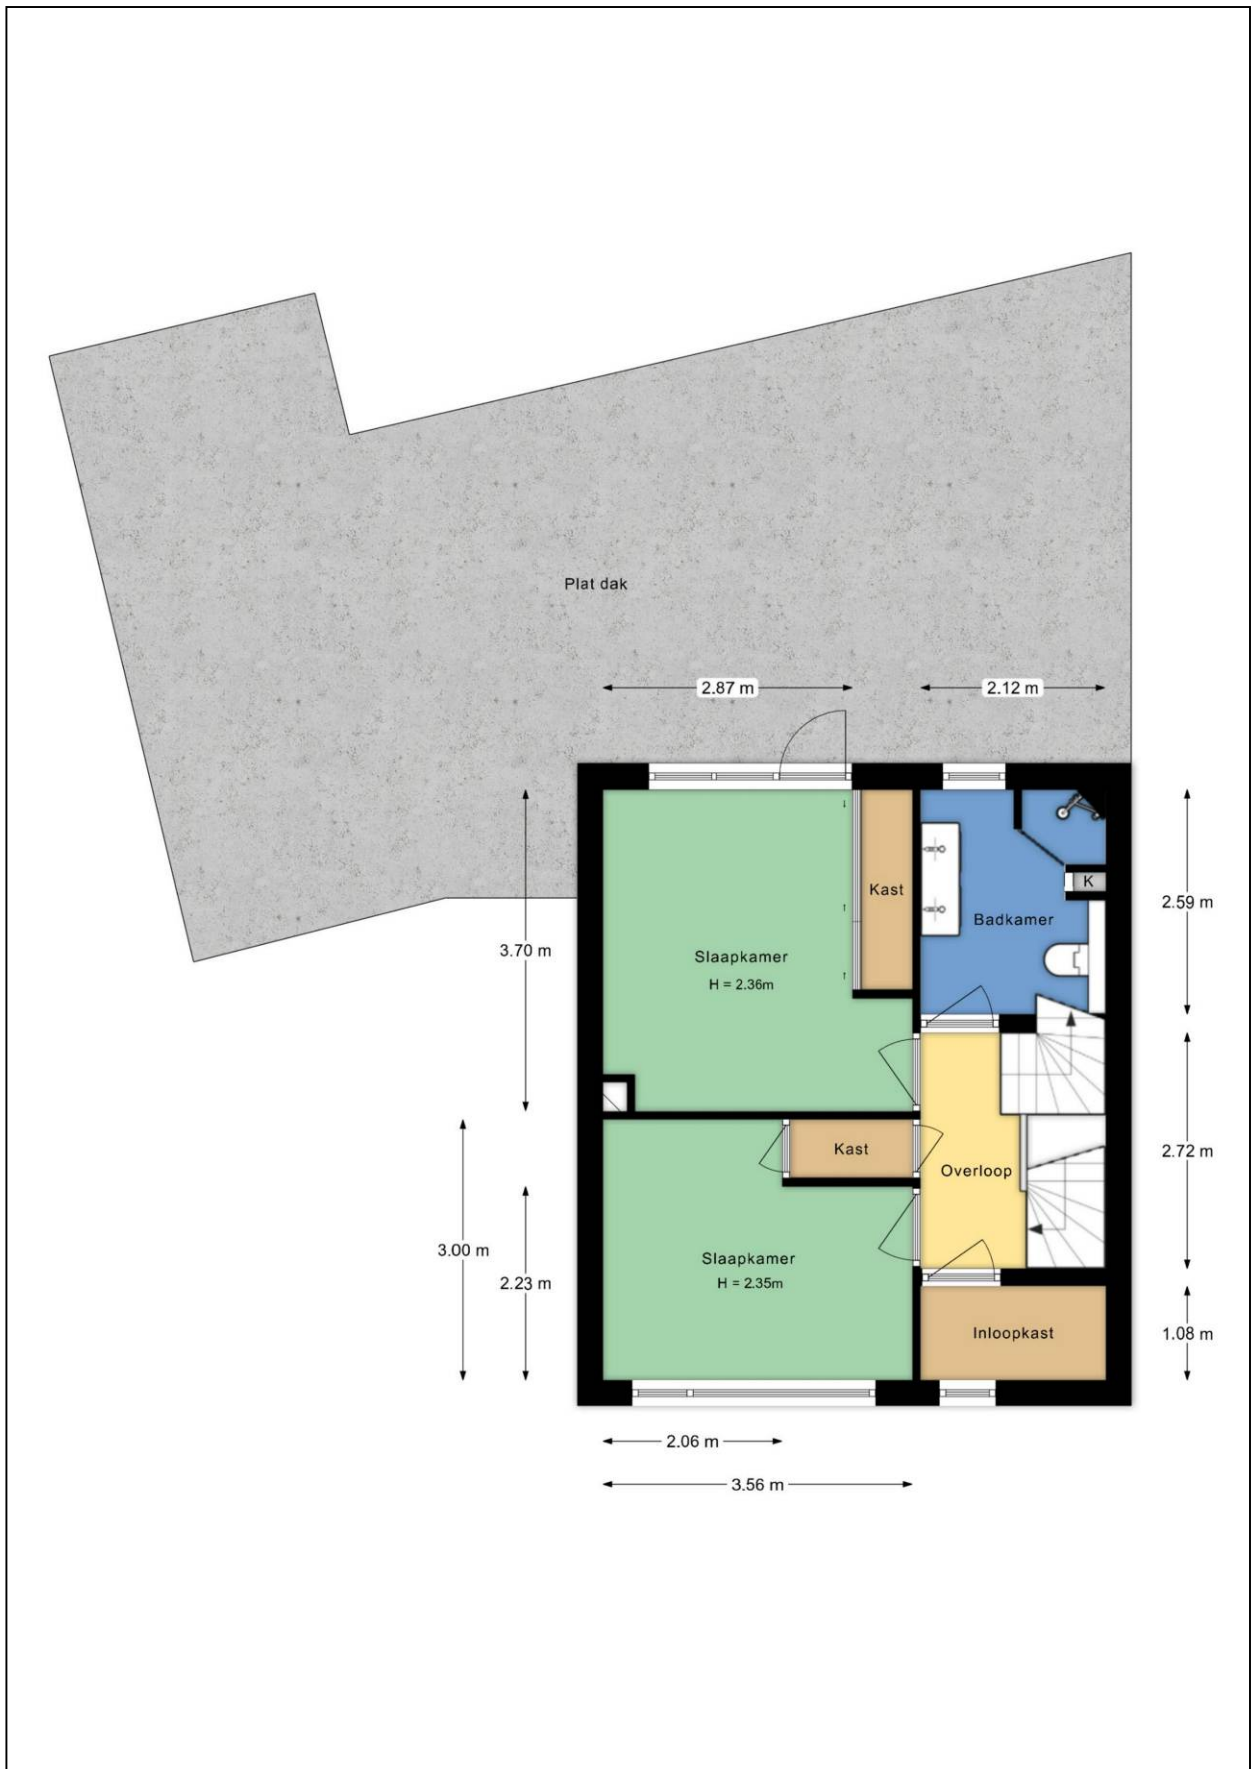 Plat dak
2.87 m
2.12 m
Kast
K
2.59 m
Badkamer
3.70 m
Slaapkamer
H = 2.36m
Kast
2.72 m
Overloop
3.00 m
Slaapkamer
H = 2.35m
2.23 m
Inloopkast
1.08 m
2.06 m
3.56 m